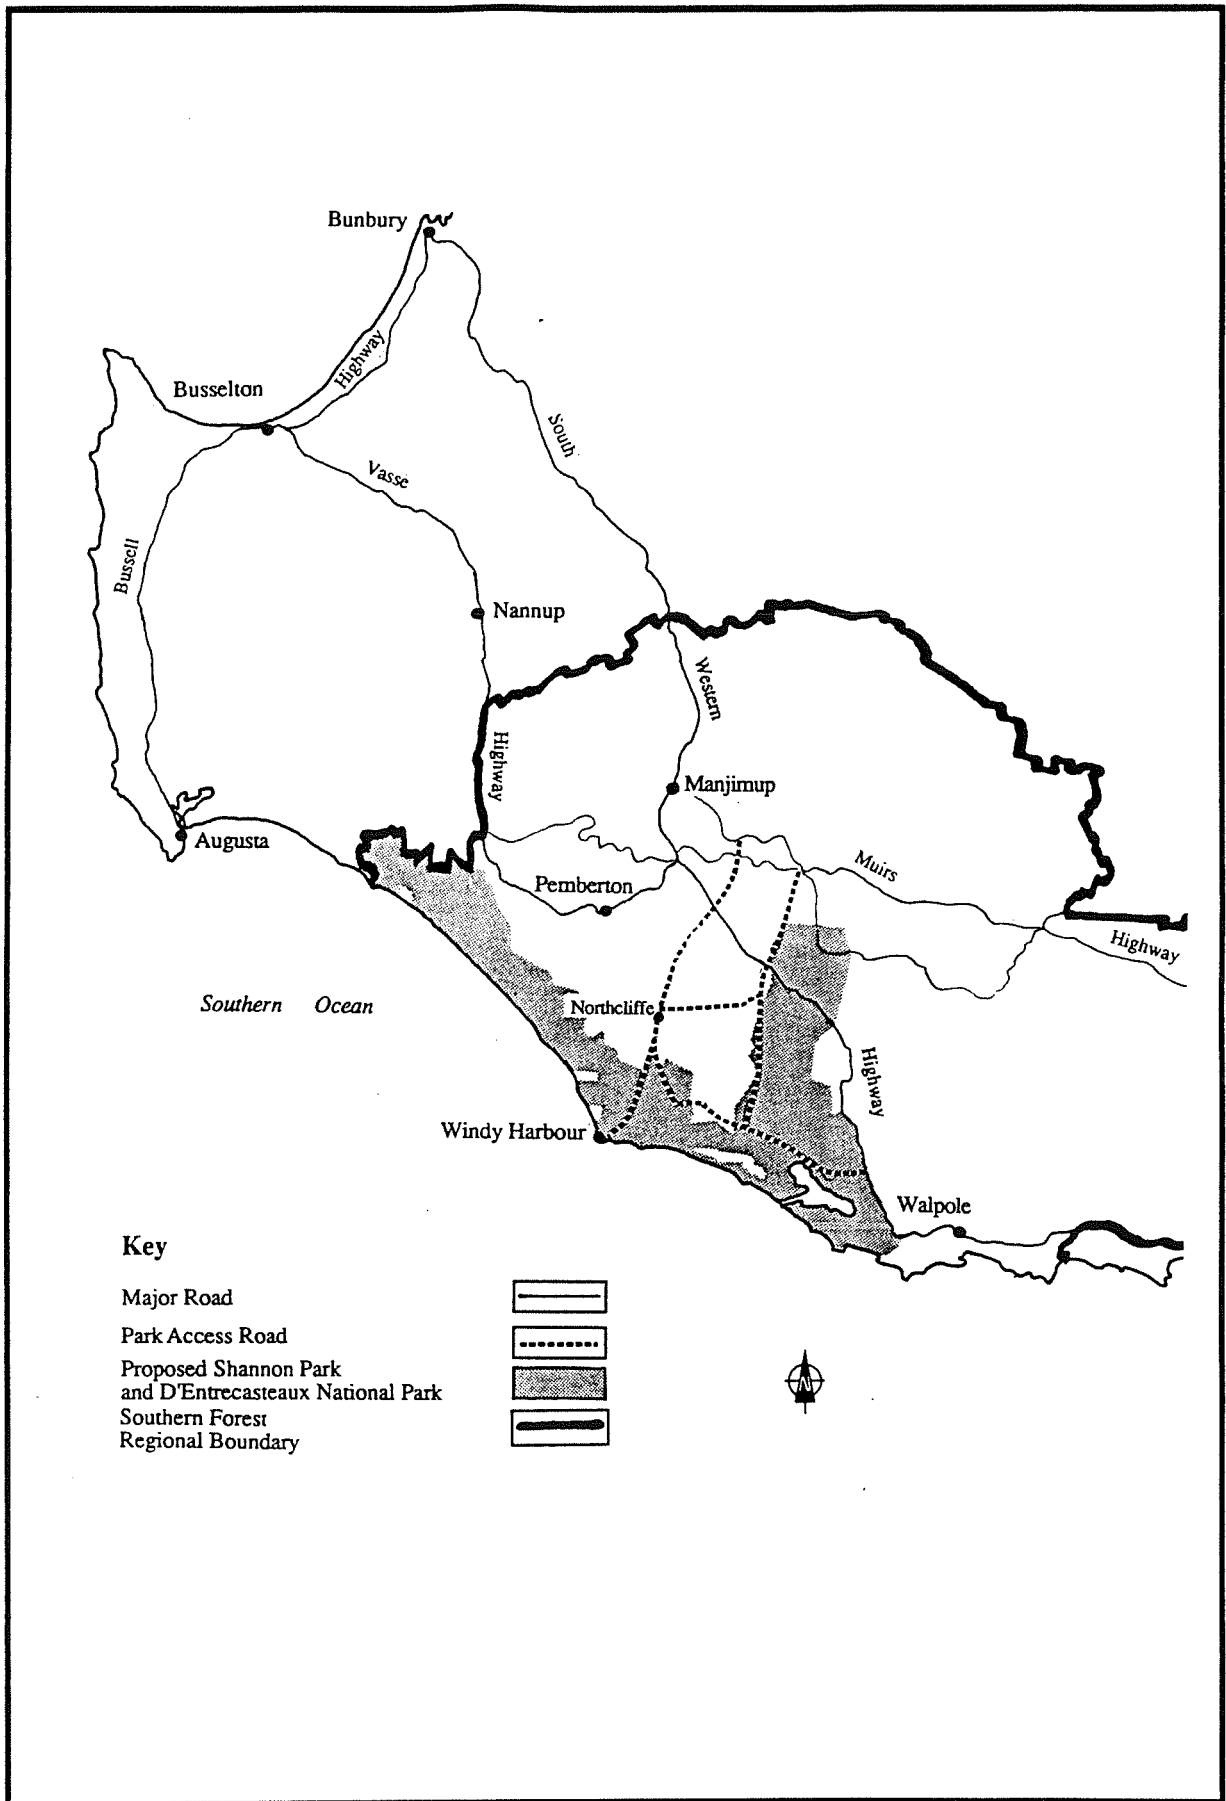 Bunbury
Highway
Busselton
South
Vasse
Bussell
Nannup
Western
Highway
Manjimup
Augusta
Muirs
Pemberton
Highway
Southern Ocean
Northcliffe
Highway
Windy Harbour
Walpole
Key
Major Road
Park Access Road
Proposed Shannon Park
and D'Entrecasteaux National Park
Southern Forest
Regional Boundary
N